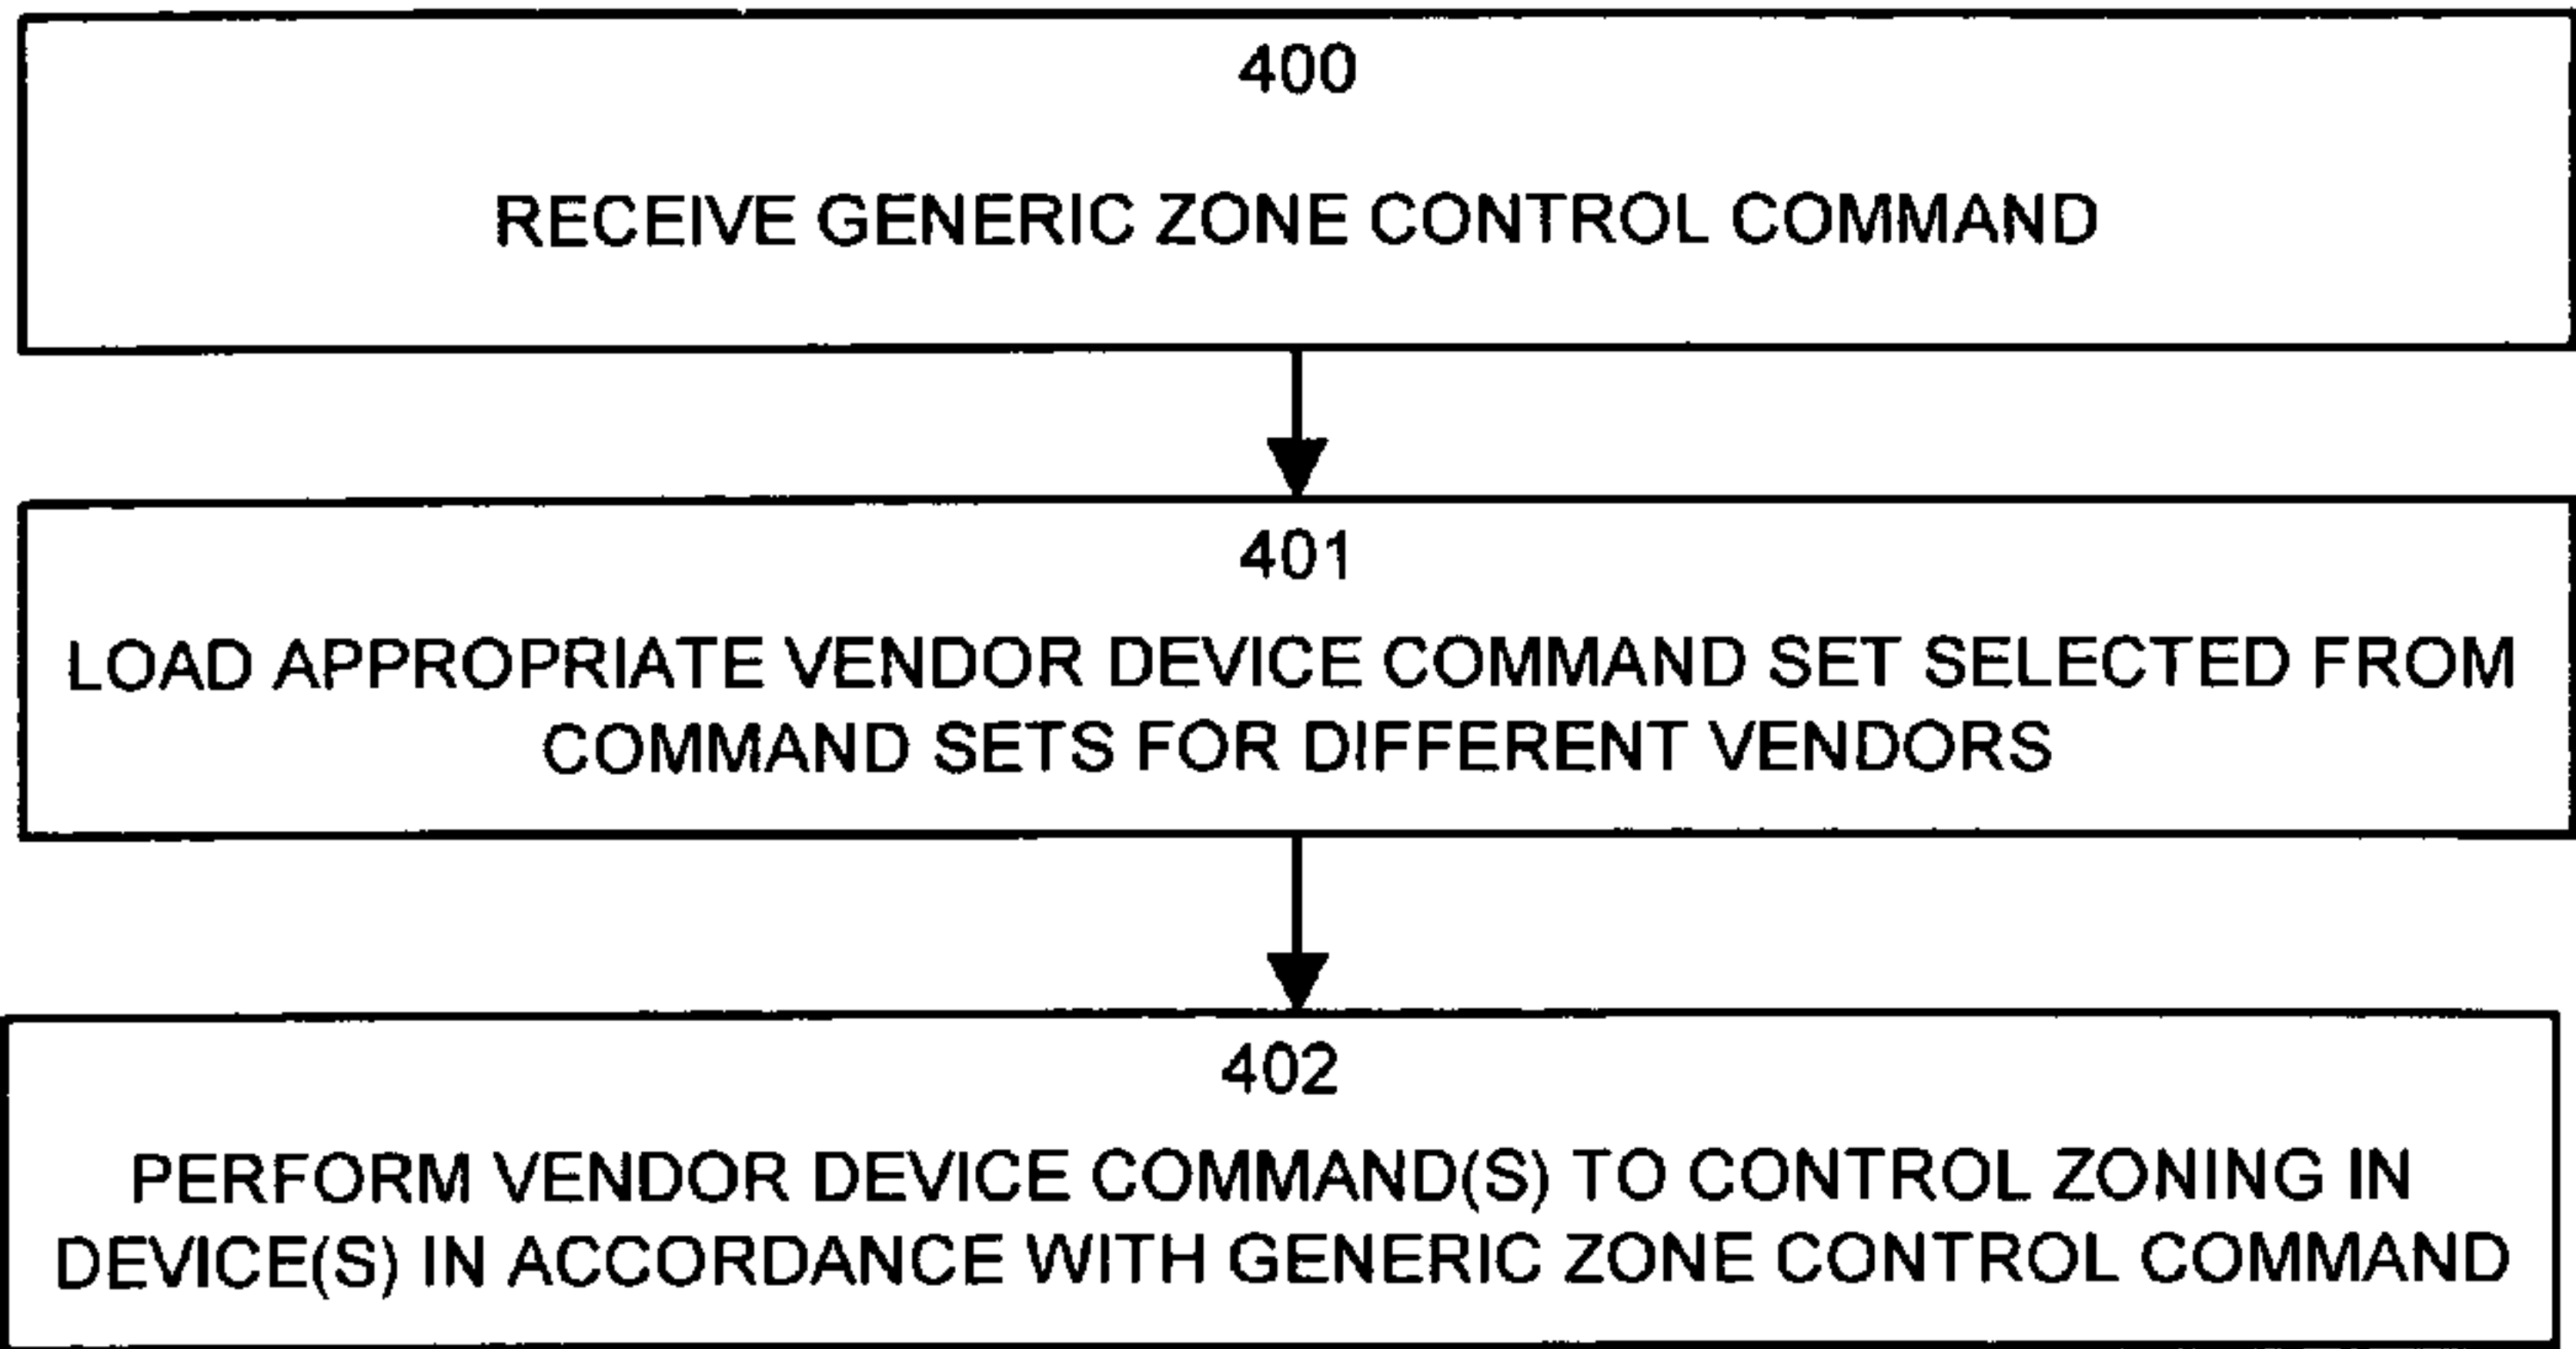 400
RECEIVE GENERIC ZONE CONTROL COMMAND
401
LOAD APPROPRIATE VENDOR DEVICE COMMAND SET SELECTED FROM
COMMAND SETS FOR DIFFERENT VENDORS
402
PERFORM VENDOR DEVICE COMMAND(S) TO CONTROL ZONING IN
DEVICE(S) IN ACCORDANCE WITH GENERIC ZONE CONTROL COMMAND